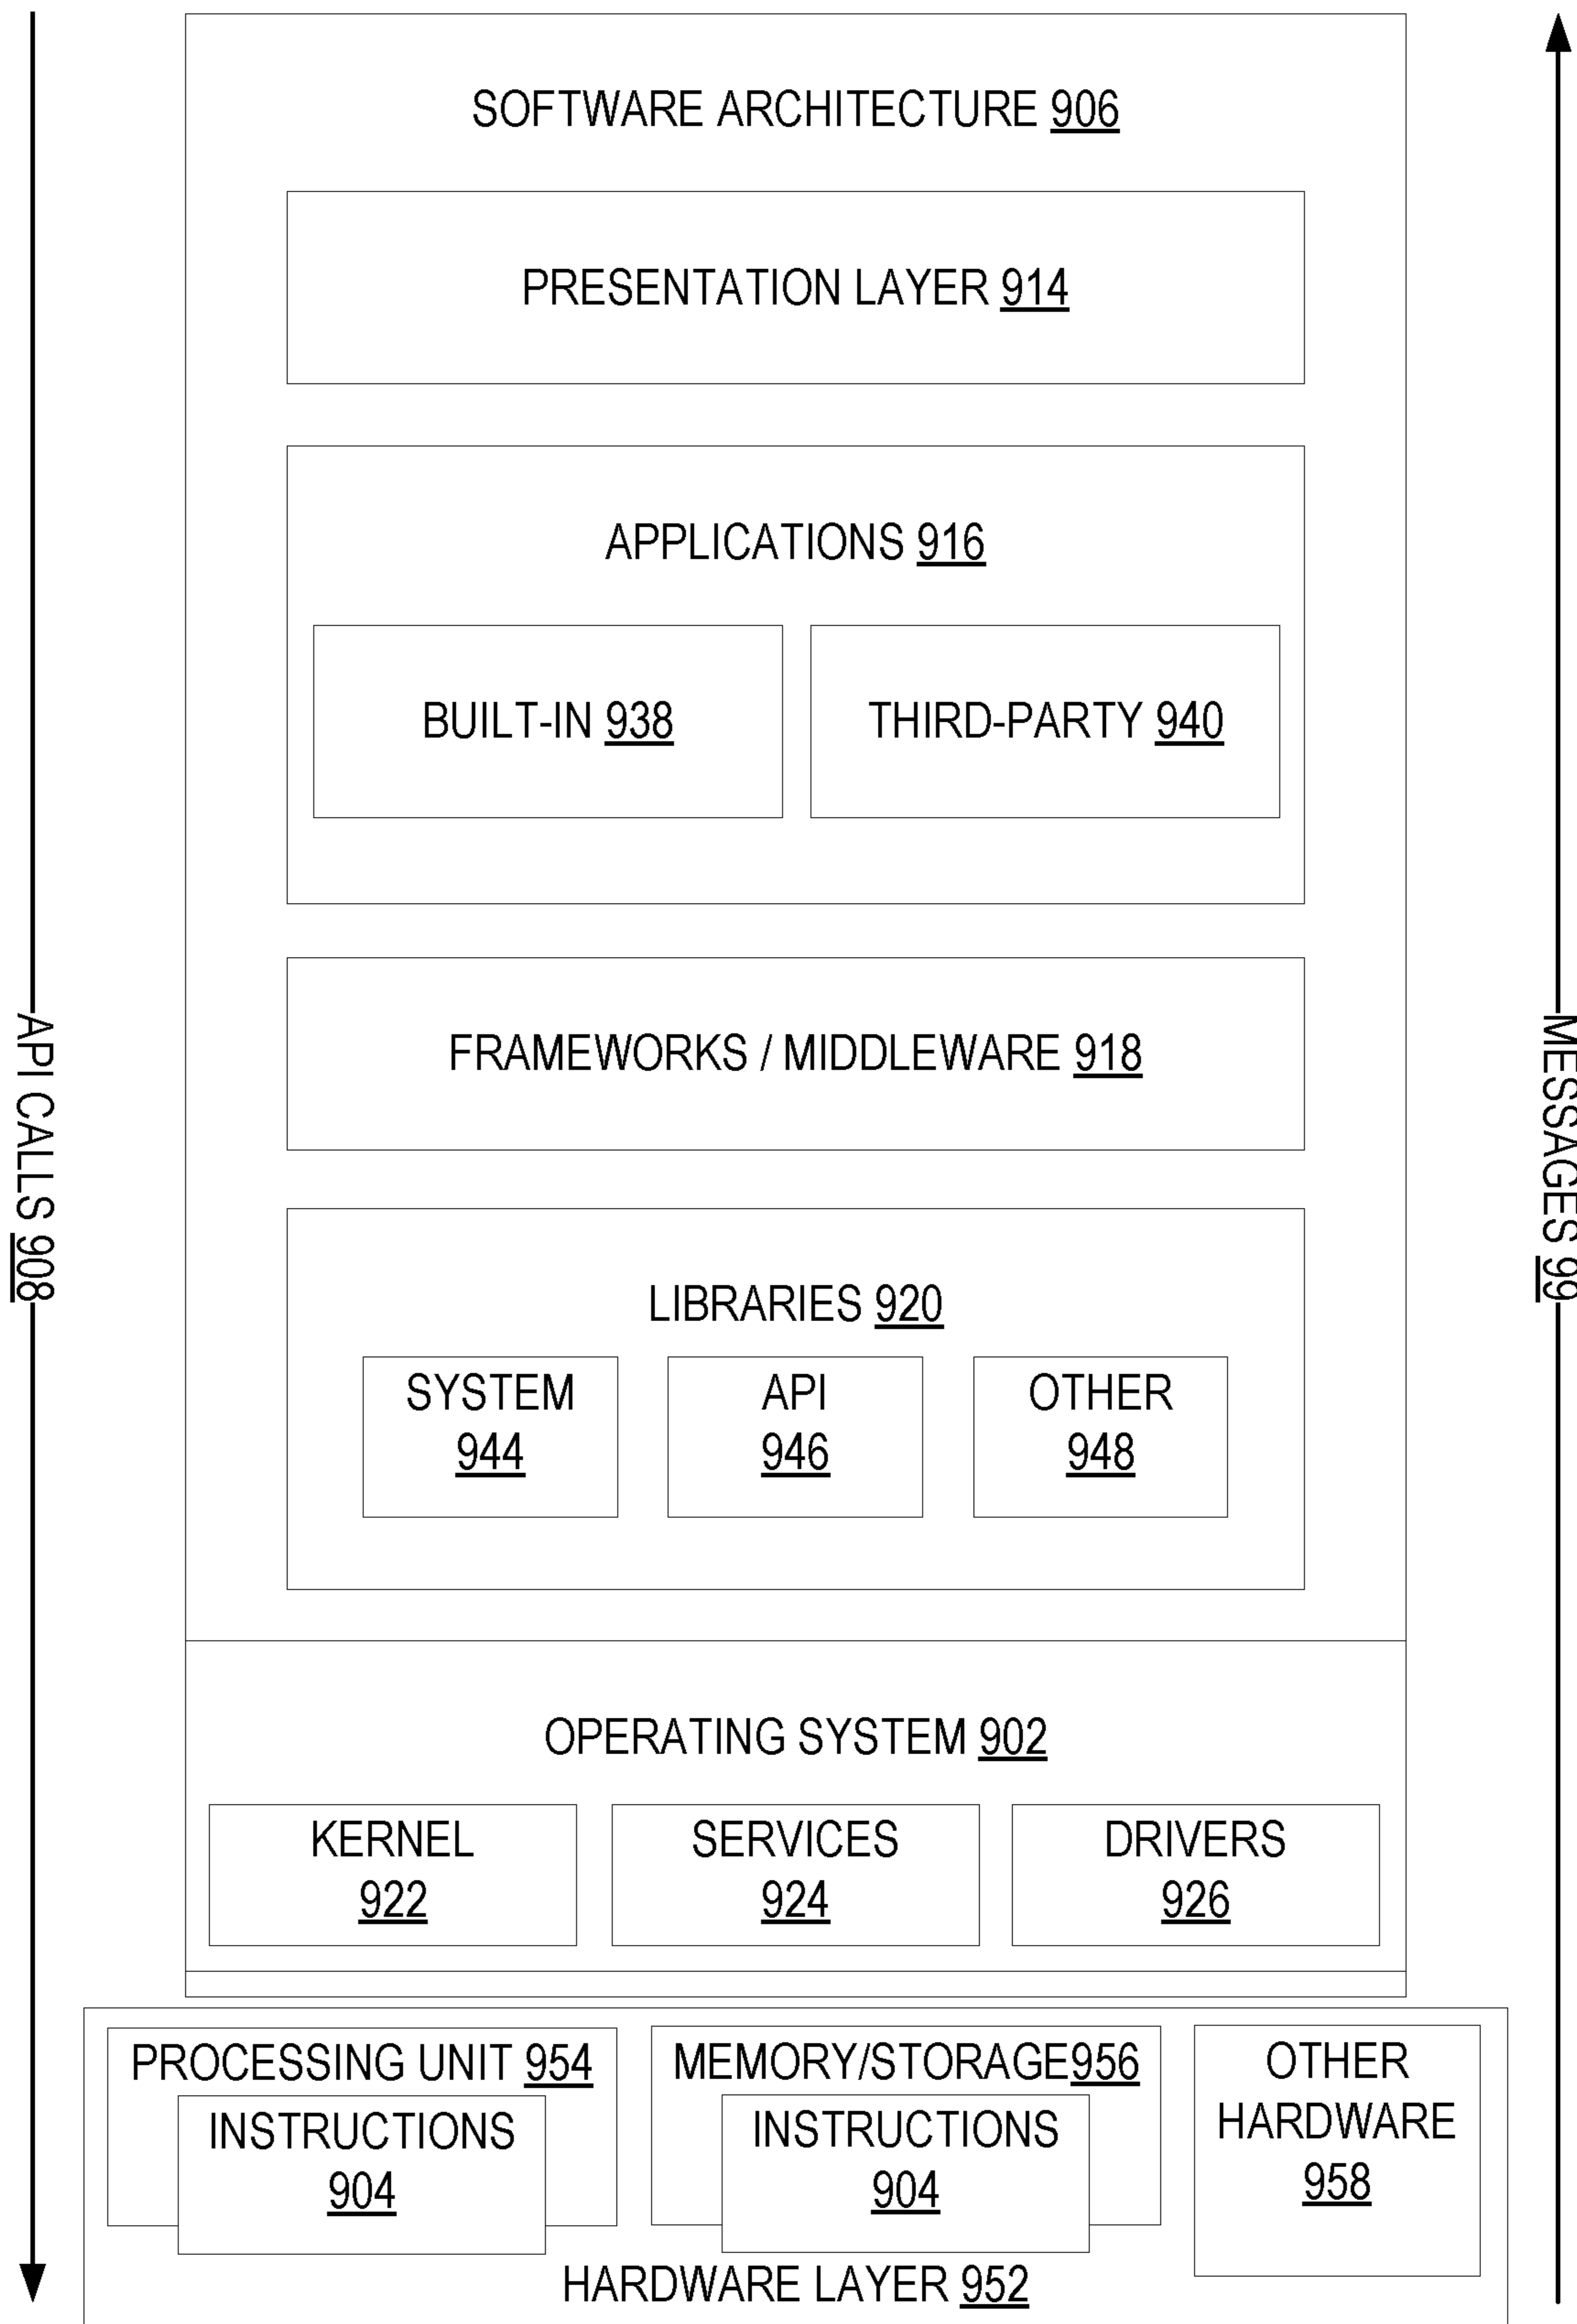 SOFTWARE ARCHITECTURE 906
PRESENTATION LAYER 914
APPLICATIONS 916
BUILT-IN 938
THIRD-PARTY 940
FRAMEWORKS / MIDDLEWARE 918
LIBRARIES 920
SYSTEM
944
API
946
OTHER
948
OPERATING SYSTEM 902
KERNEL
922
SERVICES
924
DRIVERS
926
PROCESSING UNIT 954
INSTRUCTIONS
904
MEMORY/STORAGE956
INSTRUCTIONS
904
OTHER
HARDWARE
958
HARDWARE LAYER 952
API CALLS 908
MESSAGES 99